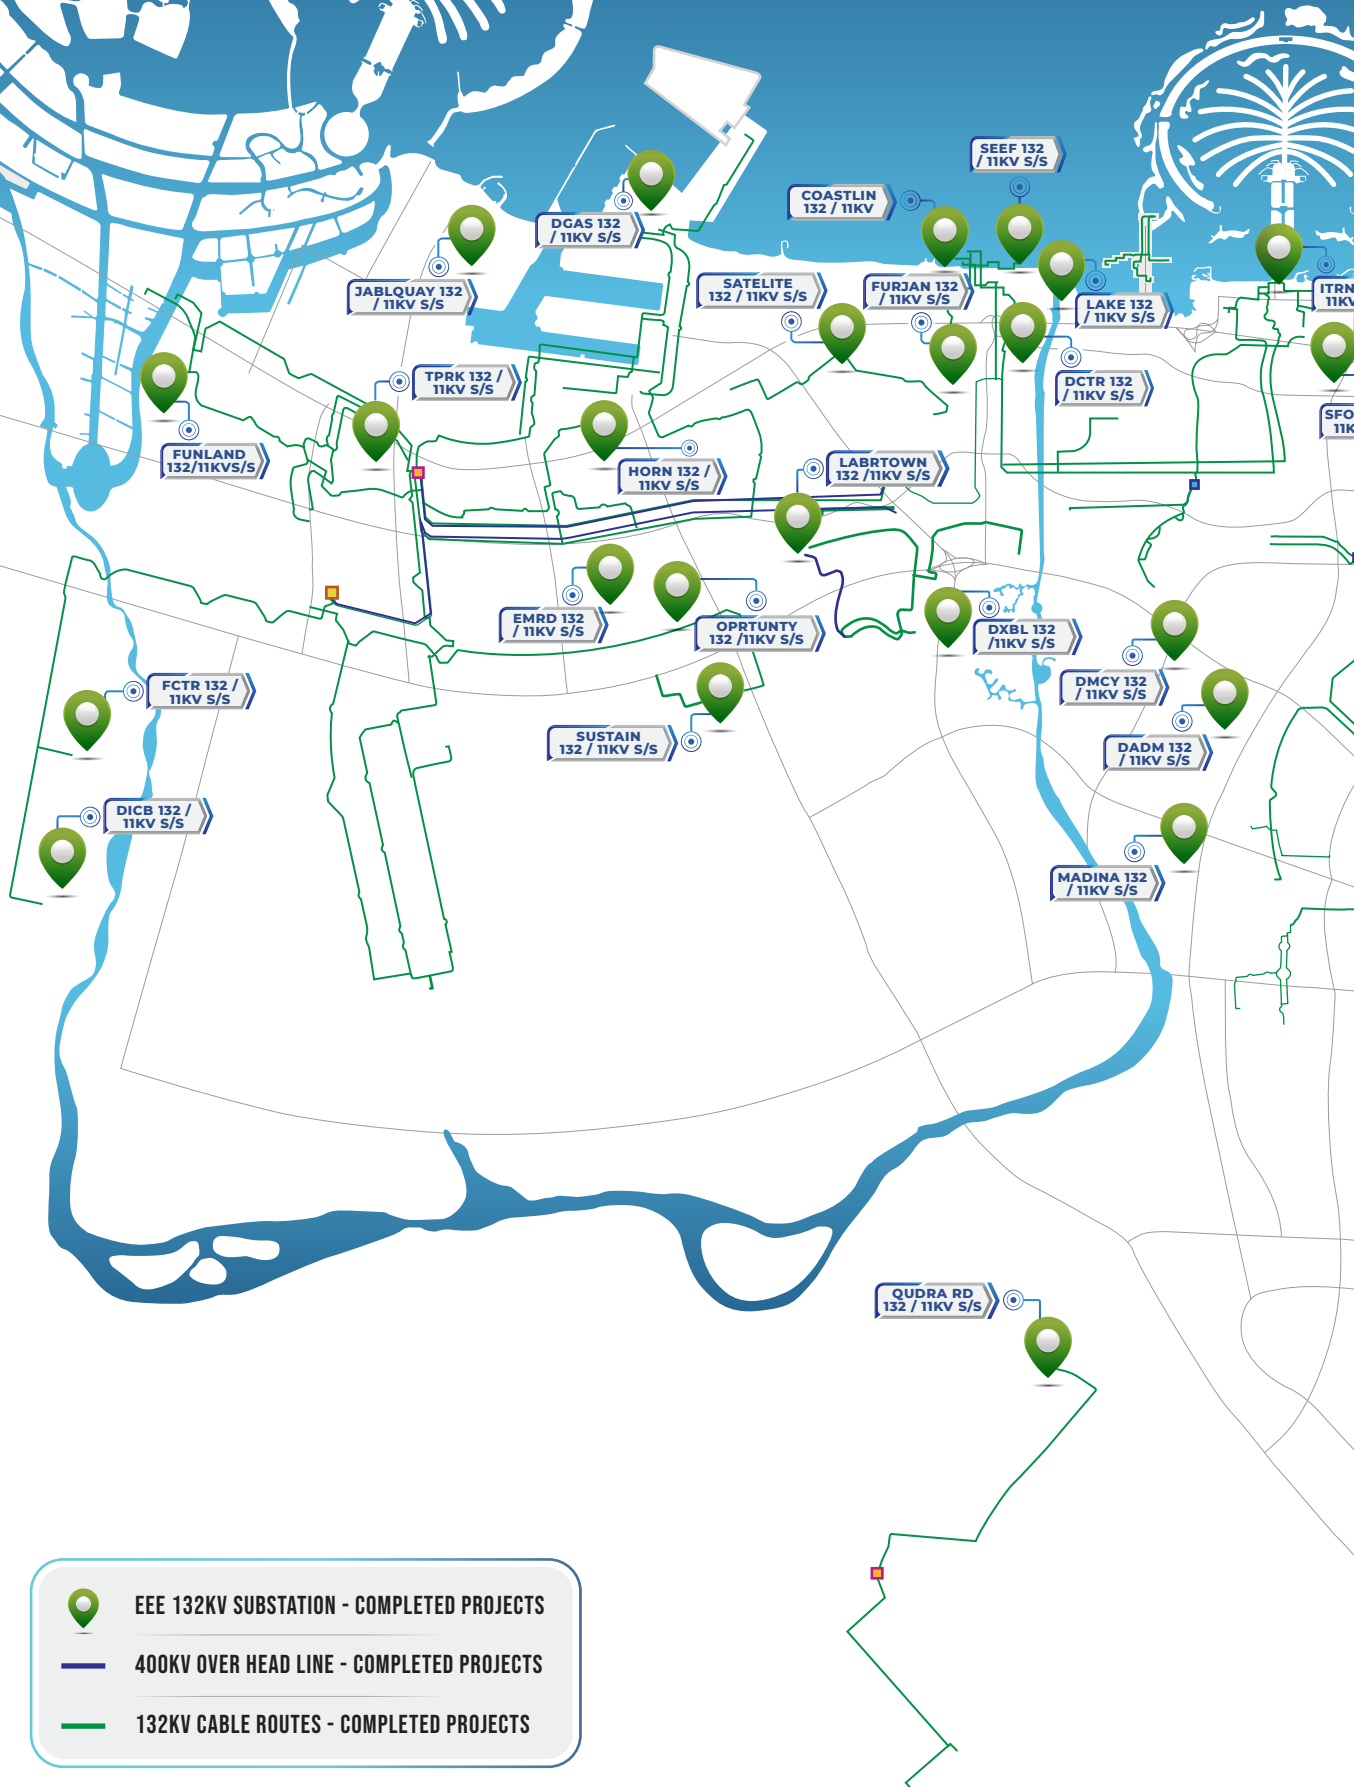 SEEF 132
/ 11KV S/S
COASTLIN
132 / 11KV
DGAS 132
/ 11KV S/S
JABLQUAY 132
/ 11KV S/S
SATELITE
132 / 11KV S/S
FURJAN 132
/ 11KV S/S
LAKE 132
/ 11KV S/S
ITRN
11KV
TPRK 132 /
11KV S/S
DCTR 132
/ 11KV S/S
SFO
11K
FUNLAND
132/11KVS/S
HORN 132 /
11KV S/S
LABRTOWN
132 /11KV S/S
EMRD 132
/ 11KV S/S
OPRTUNTY
132 /11KV S/S
DXBL 132
/11KV S/S
FCTR 132 /
11KV S/S
DMCY 132
/ 11KV S/S
SUSTAIN
132 / 11KV S/S
DADM 132
/ 11KV S/S
DICB 132 /
11KV S/S
MADINA 132
/ 11KV S/S
QUDRA RD
132 / 11KV S/S
EEE 132KV SUBSTATION - COMPLETED PROJECTS
400KV OVER HEAD LINE - COMPLETED PROJECTS
132KV CABLE ROUTES - COMPLETED PROJECTS